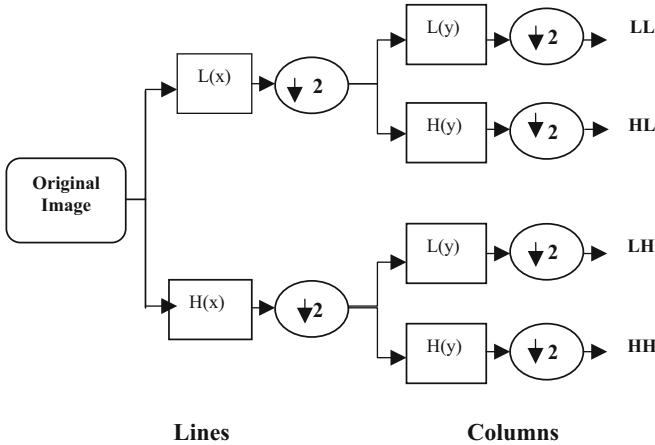 L(y) ↓ 2 LL
L(x) ↓ 2
H(y) ↓ 2 HL
Original
Image
L(y) ↓ 2 LH
H(x) ↓ 2
H(y) ↓ 2 HH
Lines Columns